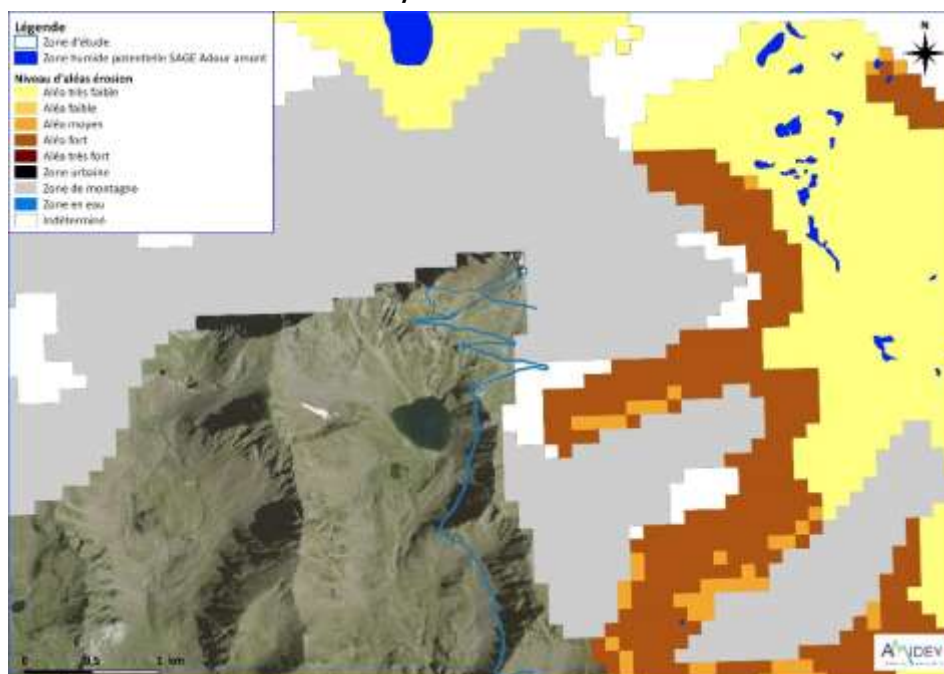 Légende
Zone d'étude
Zone humide potentielle SAGE Adour amont
Niveau d'aléas érosion
Aléa très faible
Aléa faible
Aléa moyen
Aléa fort
Aléa très fort
Zone urbaine
Zone de montagne
Zone en eau
Indéterminé
N
0 0,5 1 km